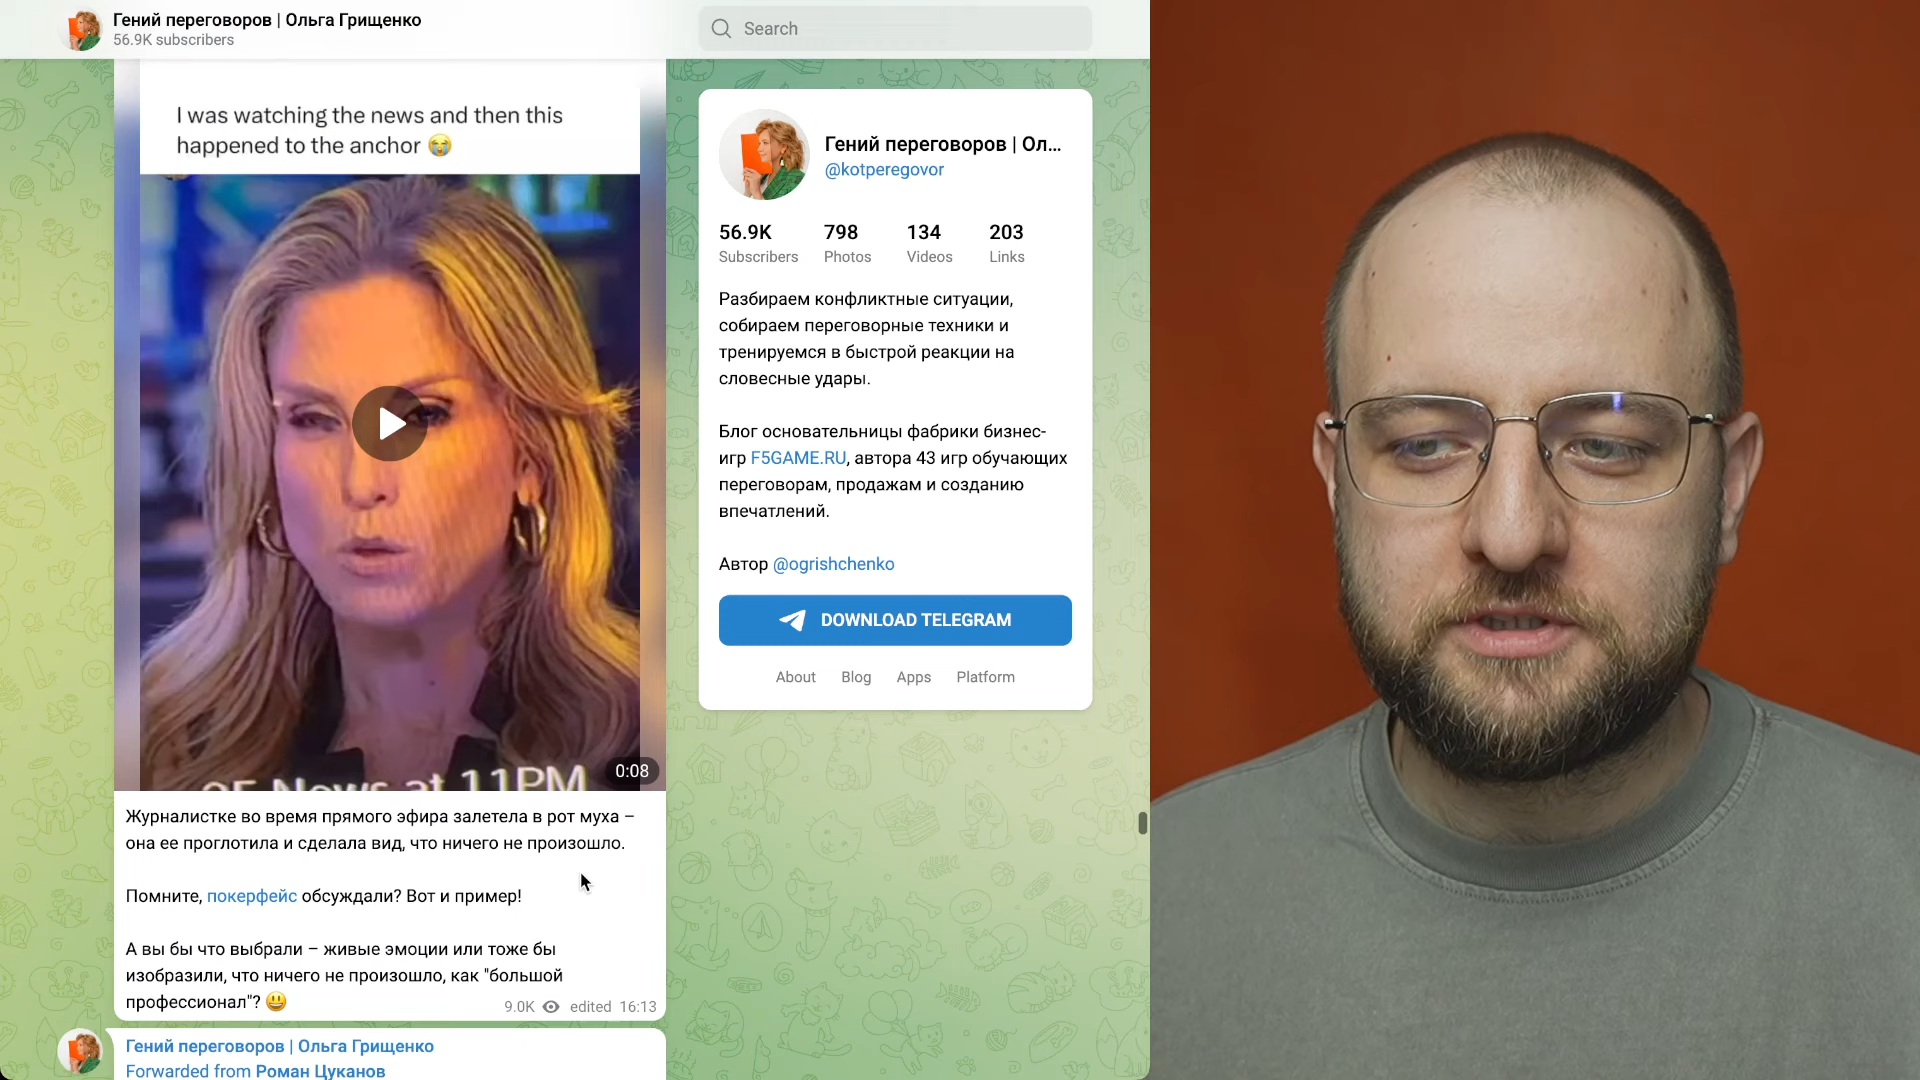 Гений переговоров | Ольга Грищенко
56.9K subscribers
Search
I was watching the news and then this
happened to the anchor 😭
OF News at 11PM
0:08
Журналистке во время прямого эфира залетела в рот муха –
она ее проглотила и сделала вид, что ничего не произошло.
Помните, покерфейс обсуждали? Вот и пример!
А вы бы что выбрали – живые эмоции или тоже бы
изобразили, что ничего не произошло, как "большой
профессионал"? 😃
9.0K edited 16:13
Гений переговоров | Ольга Грищенко
Forwarded from Роман Цуканов
Гений переговоров | Ол...
@kotperegovor
56.9K 798 134 203
Subscribers Photos Videos Links
Разбираем конфликтные ситуации,
собираем переговорные техники и
тренируемся в быстрой реакции на
словесные удары.
Блог основательницы фабрики бизнес-
игр F5GAME.RU, автора 43 игр обучающих
переговорам, продажам и созданию
впечатлений.
Автор @ogrishchenko
DOWNLOAD TELEGRAM
About Blog Apps Platform